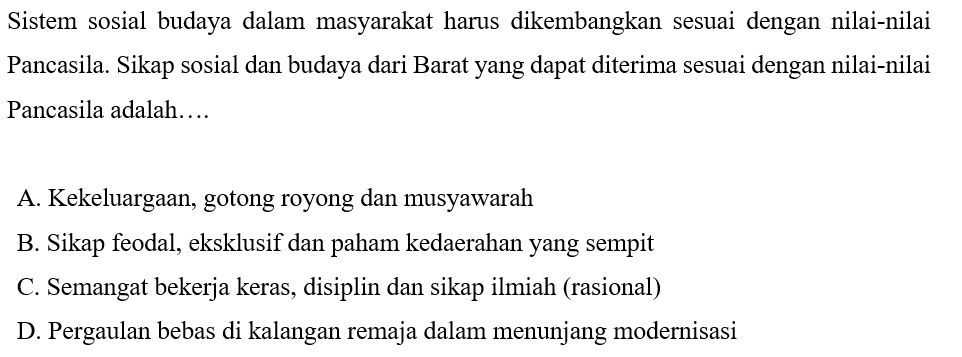 Sistem sosial budaya dalam masyarakat harus dikembangkan sesuai dengan nilai-nilai
Pancasila. Sikap sosial dan budaya dari Barat yang dapat diterima sesuai dengan nilai-nilai
Pancasila adalah….
A. Kekeluargaan, gotong royong dan musyawarah
B. Sikap feodal, eksklusif dan paham kedaerahan yang sempit
C. Semangat bekerja keras, disiplin dan sikap ilmiah (rasional)
D. Pergaulan bebas di kalangan remaja dalam menunjang modernisasi